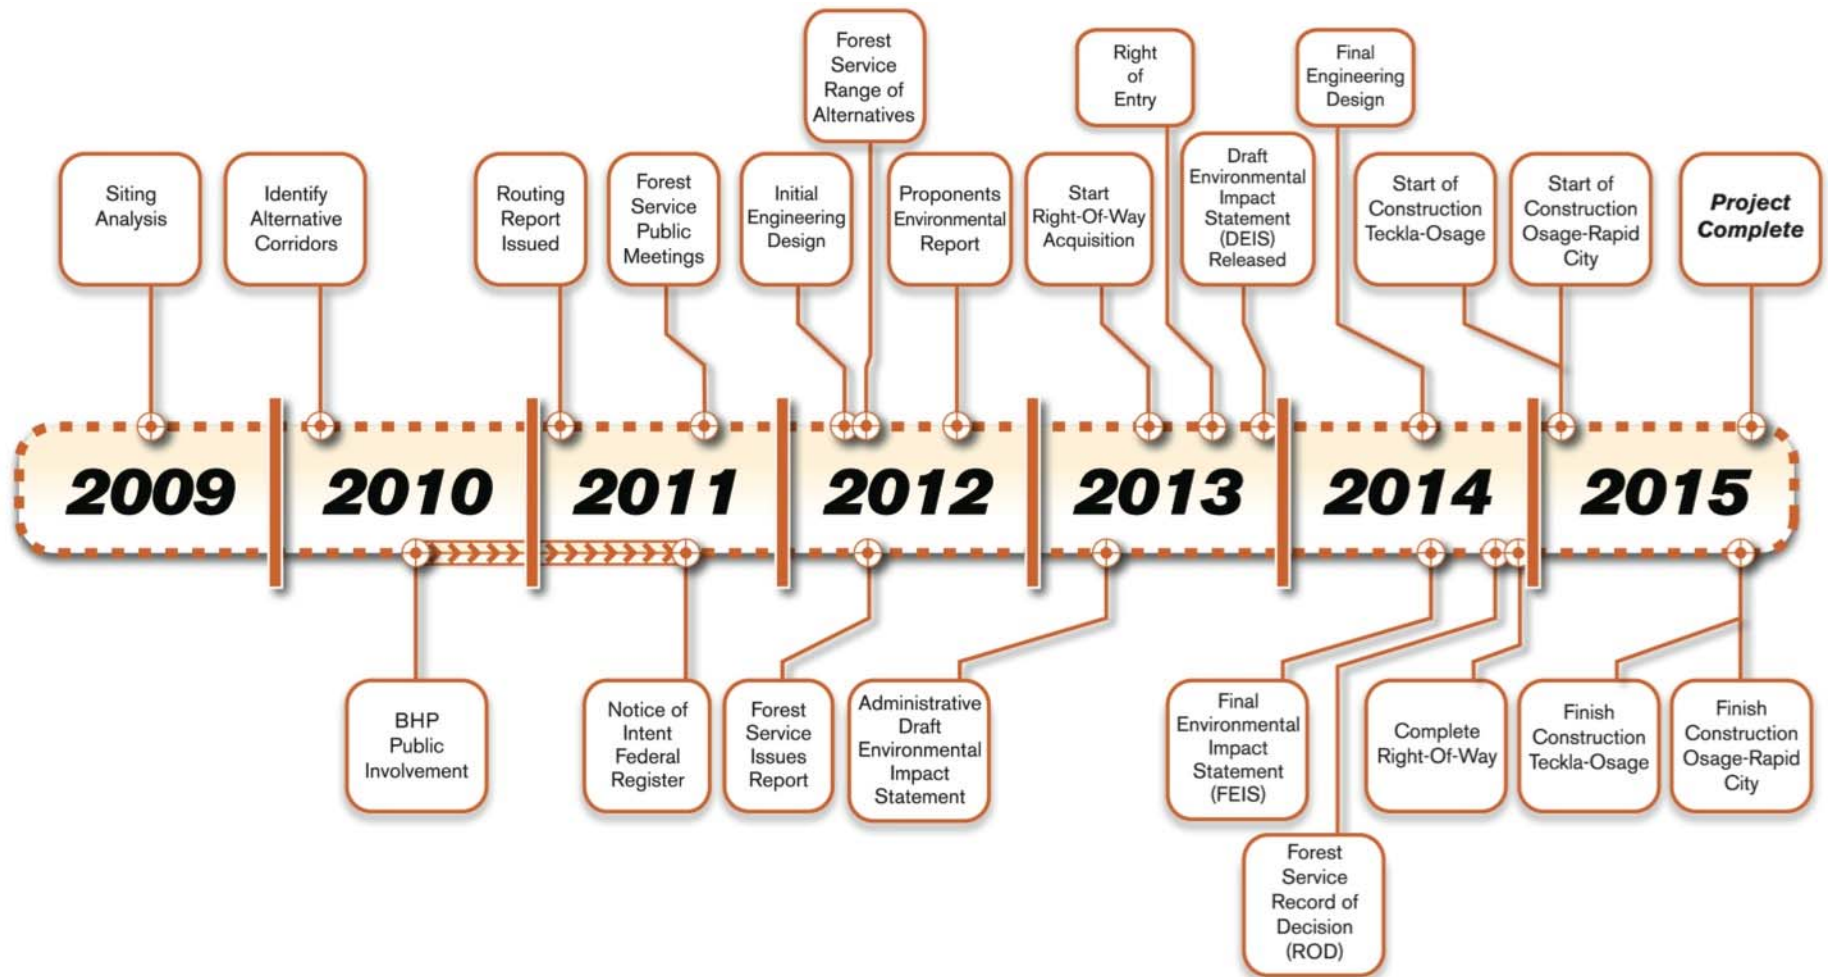 Forest
Service
Range of
Alternatives
Right
of
Entry
Final
Engineering
Design
Siting
Analysis
Identify
Alternative
Corridors
Routing
Report
Issued
Forest
Service
Public
Meetings
Initial
Engineering
Design
Proponents
Environmental
Report
Start
Right-Of-Way
Acquisition
Draft
Environmental
Impact
Statement
(DEIS)
Released
Start of
Construction
Teckla-Osage
Start of
Construction
Osage-Rapid
City
Project
Complete
2009
2010
2011
2012
2013
2014
2015
BHP
Public
Involvement
Notice of
Intent
Federal
Register
Forest
Service
Issues
Report
Administrative
Draft
Environmental
Impact
Statement
Final
Environmental
Impact
Statement
(FEIS)
Complete
Right-Of-Way
Finish
Construction
Teckla-Osage
Finish
Construction
Osage-Rapid
City
Forest
Service
Record of
Decision
(ROD)